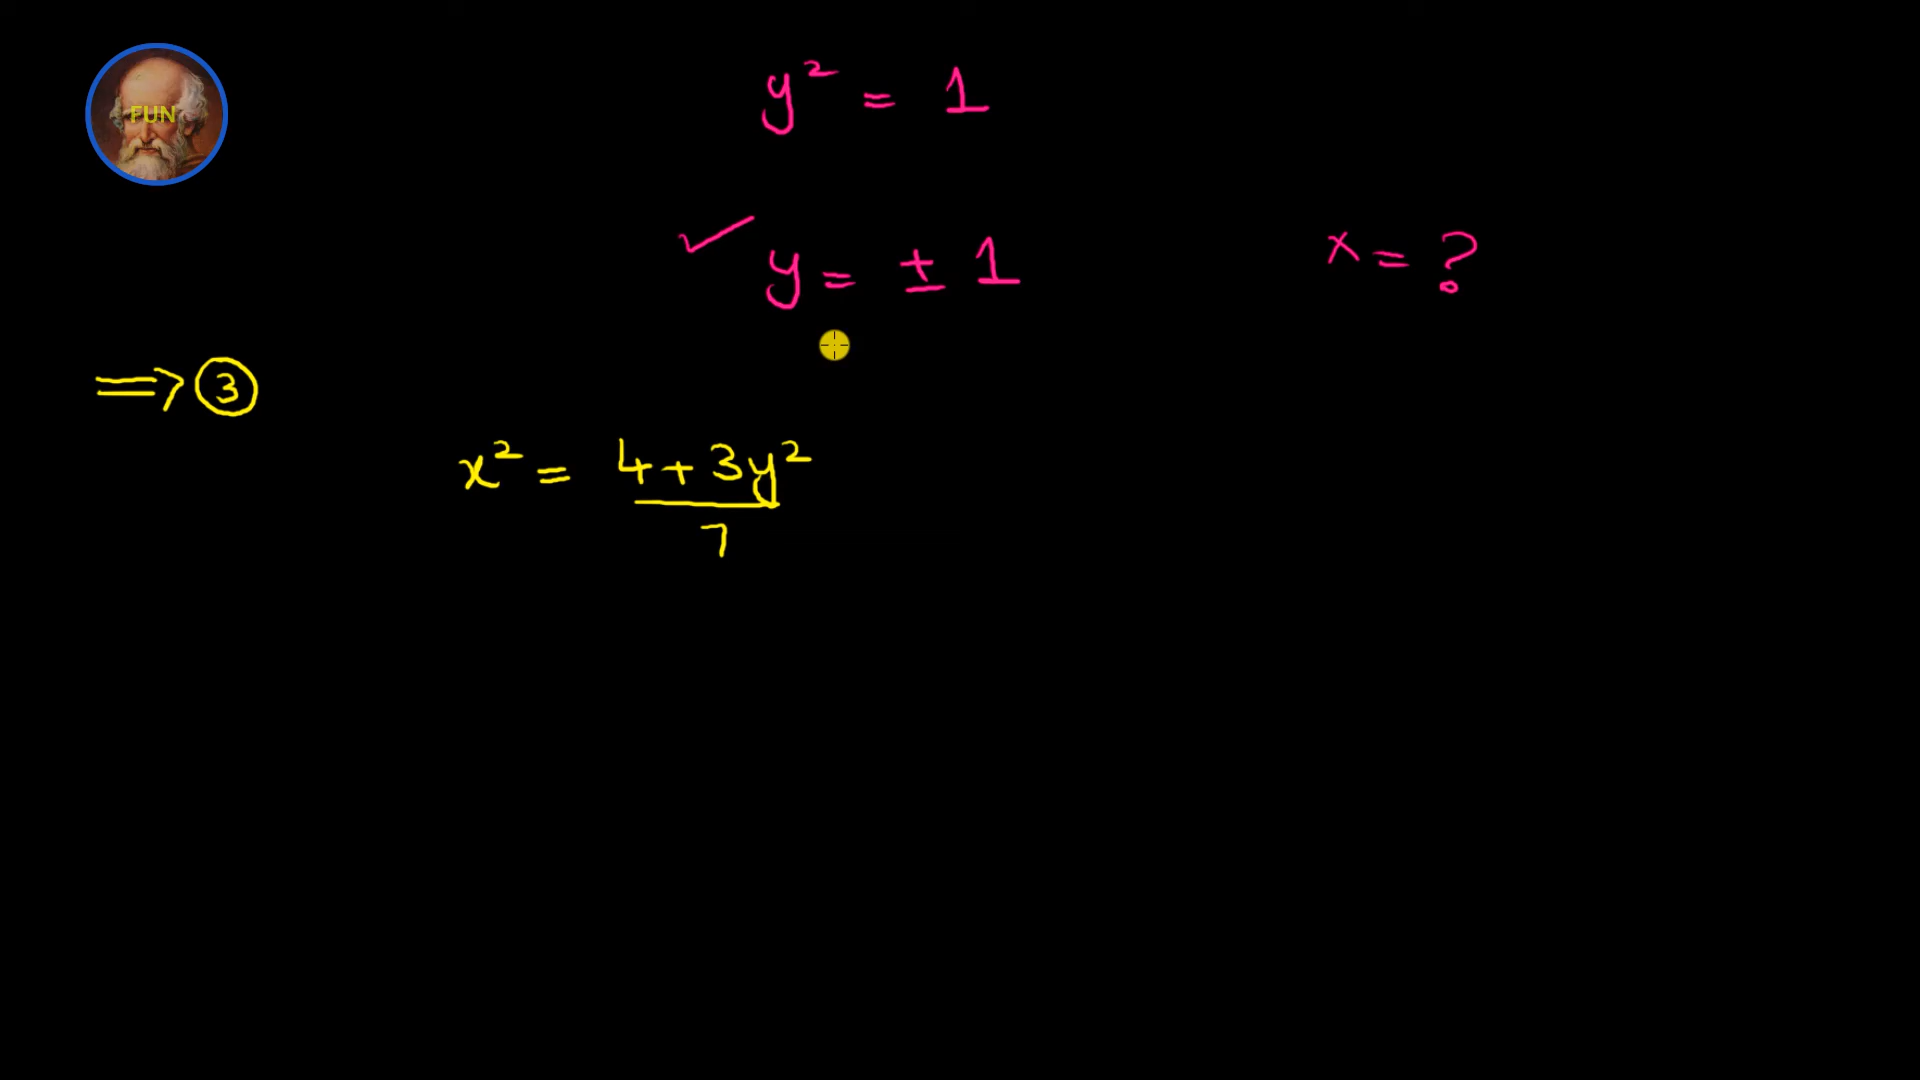 FUN
y² = 1
✓ y = ± 1
x = ?
⇒ ③
x² = (4 + 3y²)/7